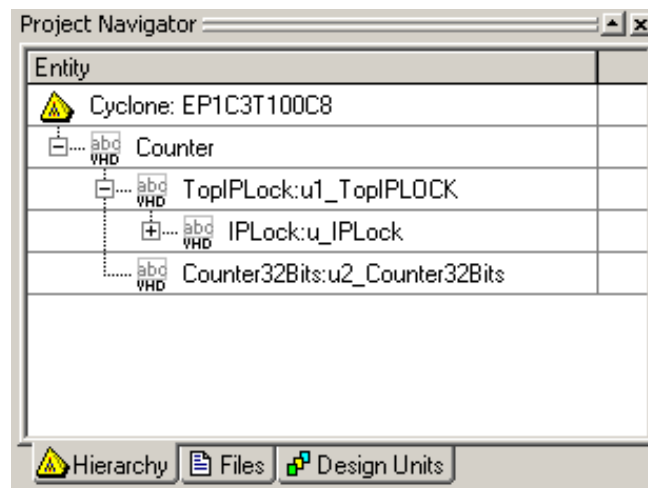 Project Navigator
Entity
Cyclone: EP1C3T100C8
abc VHD Counter
abc VHD TopIPLock:u1_TopIPLOCK
abc VHD IPLock:u_IPLock
abc VHD Counter32Bits:u2_Counter32Bits
Hierarchy Files Design Units